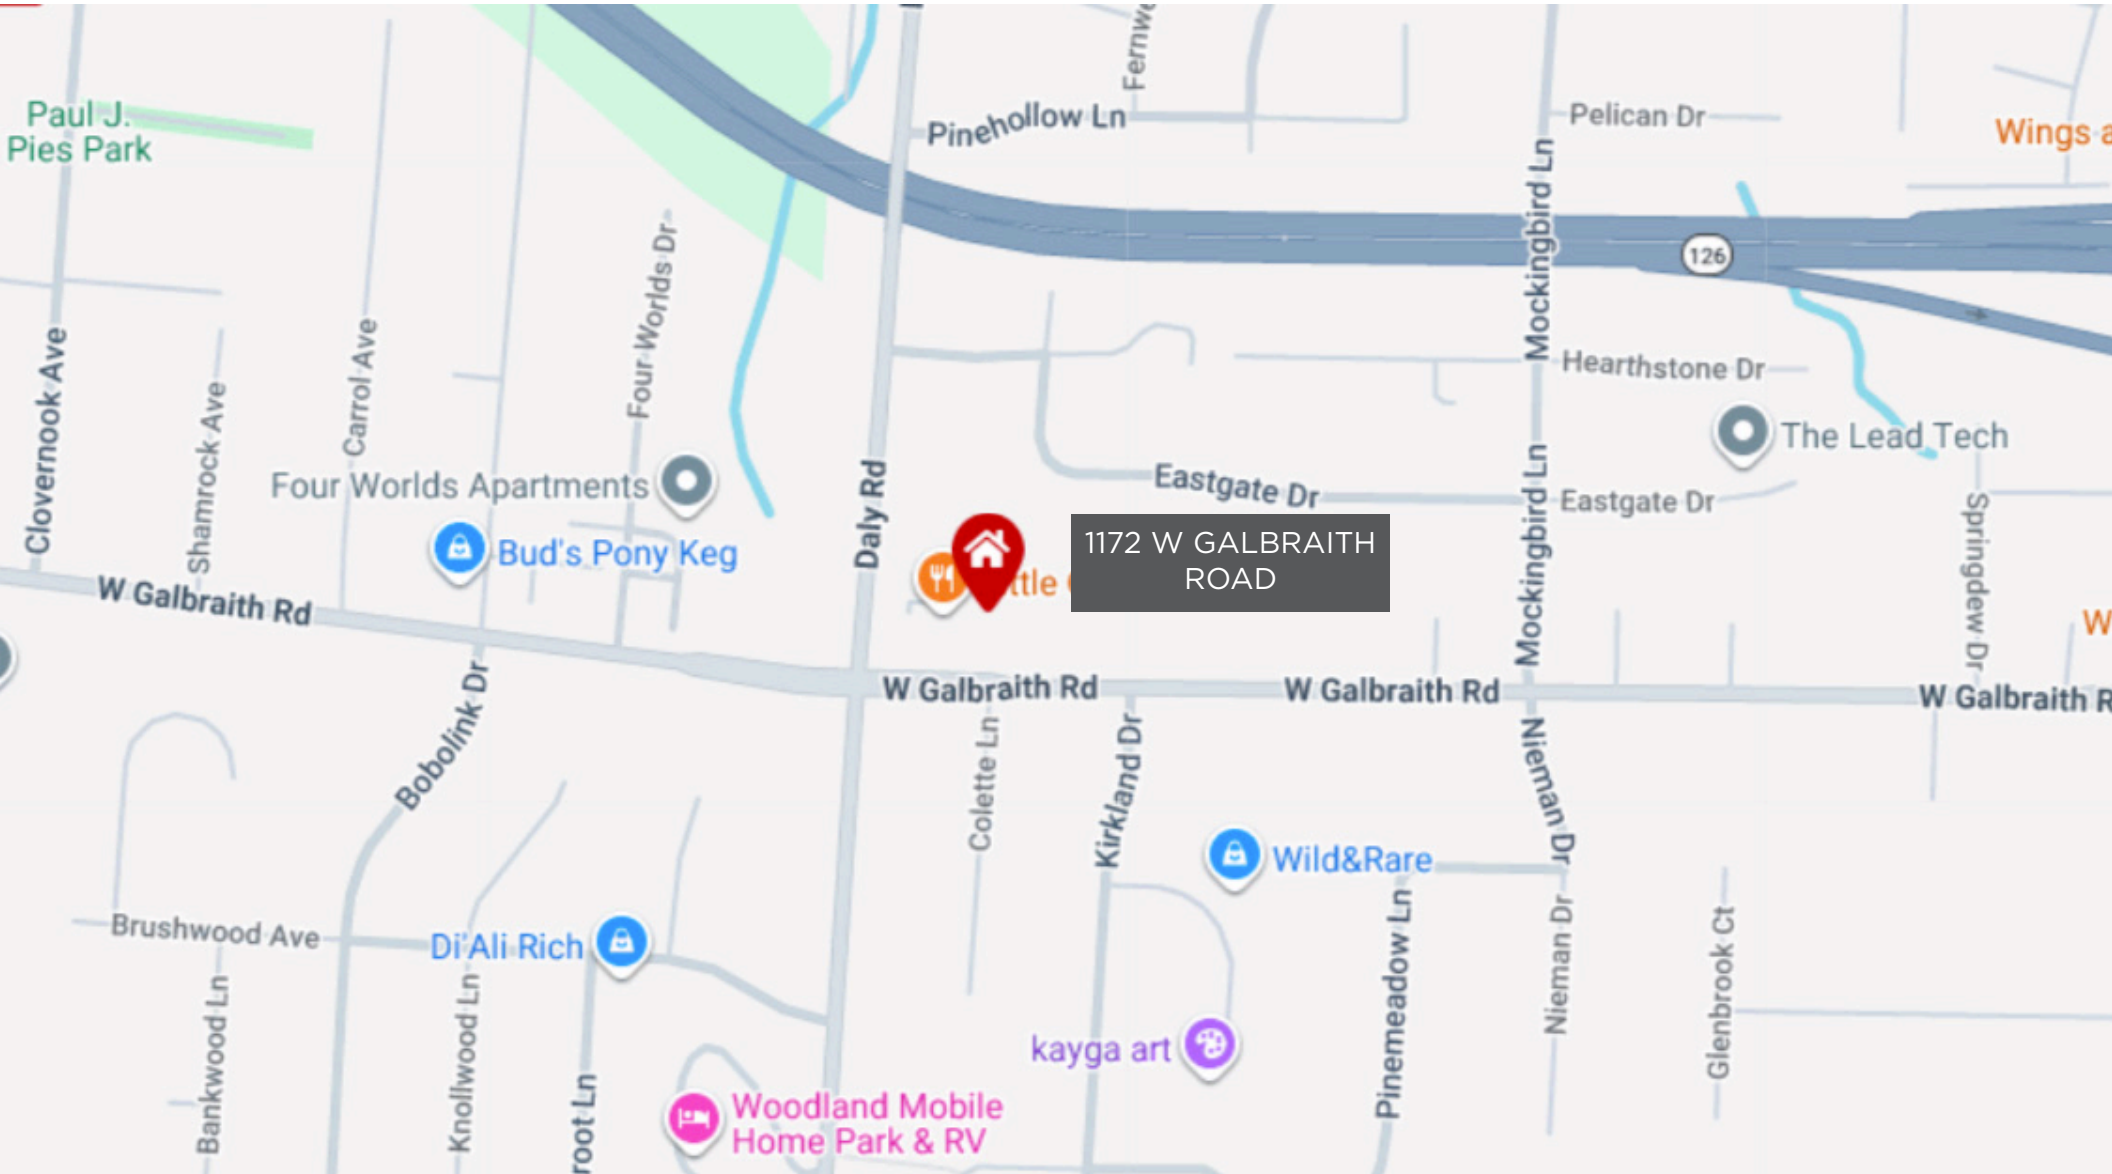 Fernwe
Paul J.
Pies Park
Pinehollow Ln
Pelican Dr
Wings a
Mockingbird Ln
126
Four Worlds Dr
Clovernook Ave
Carrol Ave
Shamrock Ave
Hearthstone Dr
The Lead Tech
Four Worlds Apartments
Daly Rd
Eastgate Dr
Mockingbird Ln
Eastgate Dr
Springdew Dr
Bud's Pony Keg
ttle
1172 W GALBRAITH
ROAD
W Galbraith Rd
W
W Galbraith Rd
W Galbraith Rd
W Galbraith R
Bobolink Dr
Colette Ln
Kirkland Dr
Nieman Dr
Wild&Rare
Brushwood Ave
Di'Ali Rich
Pinemeadow Ln
Nieman Dr
Glenbrook Ct
Bankwood Ln
Knollwood Ln
root Ln
kayga art
Woodland Mobile
Home Park & RV